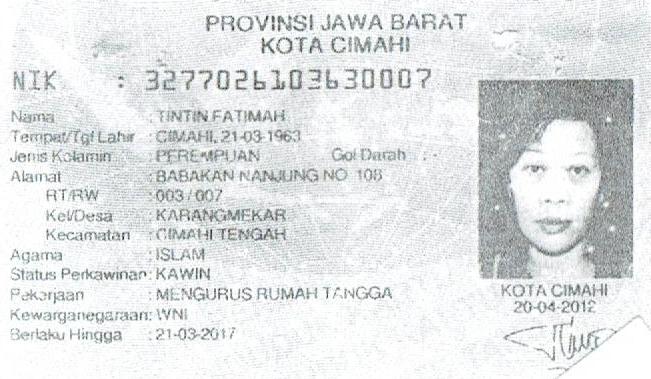 PROVINSI JAWA BARAT
KOTA CIMAHI
NIK : 3277026103630007
Nama : TINTIN FATIMAH
Tempat/Tgl Lahir : CIMAHI, 21-03-1963
Jenis Kelamin : PEREMPUAN Gol Darah : -
Alamat : BABAKAN NANJUNG NO 108
RT/RW : 003 / 007
Kel/Desa : KARANGMEKAR
Kecamatan : CIMAHI TENGAH
Agama : ISLAM
Status Perkawinan: KAWIN
Pekerjaan : MENGURUS RUMAH TANGGA
Kewarganegaraan: WNI
Berlaku Hingga : 21-03-2017
KOTA CIMAHI
20-04-2012